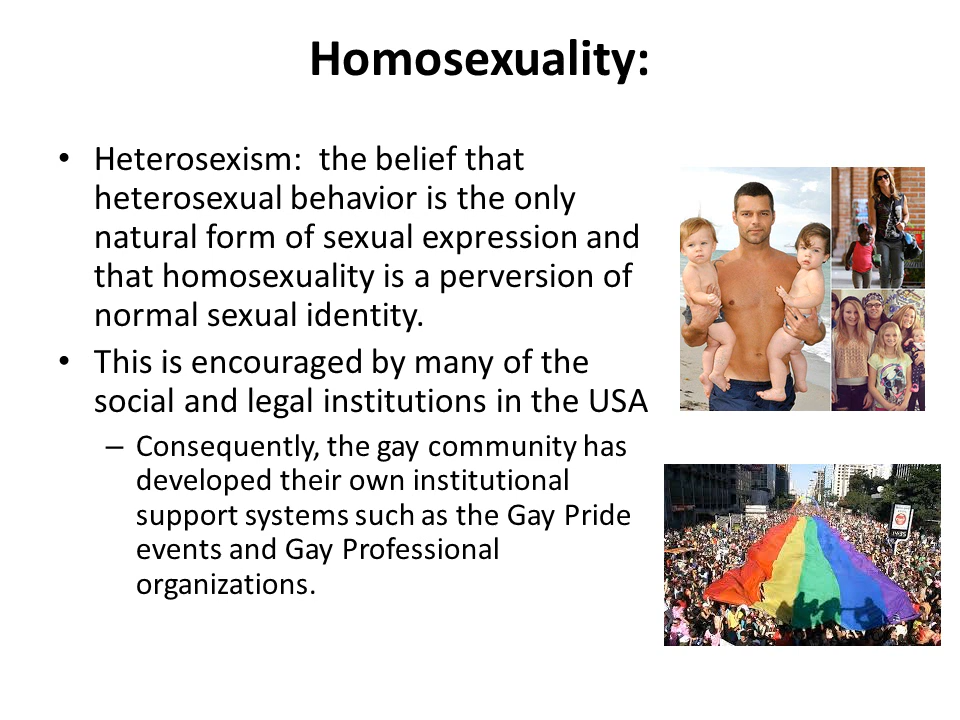 Homosexuality:
• Heterosexism:  the belief that
heterosexual behavior is the only
natural form of sexual expression and
that homosexuality is a perversion of
normal sexual identity.
• This is encouraged by many of the
social and legal institutions in the USA
– Consequently, the gay community has
developed their own institutional
support systems such as the Gay Pride
events and Gay Professional
organizations.